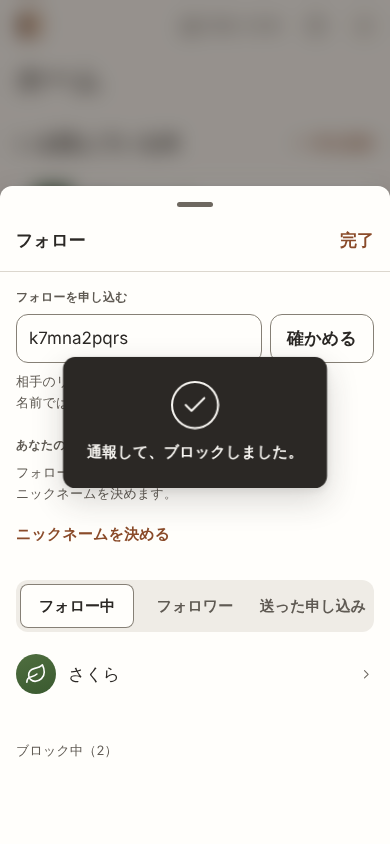 フォロー
完了
フォローを申し込む
k7mna2pqrs
確かめる
相手の
名前では
通報して、ブロックしました。
あなたの
フォロー
ニックネームを決めます。
ニックネームを決める
フォロー中
フォロワー
送った申し込み
さくら
ブロック中（2）